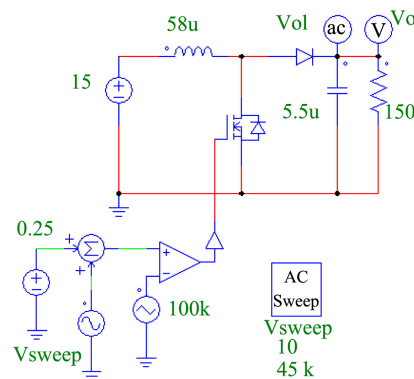 58u
Vol
ac
V
Vo
15
5.5u
150
0.25
Σ
100k
AC
Sweep
Vsweep
Vsweep
10
45 k